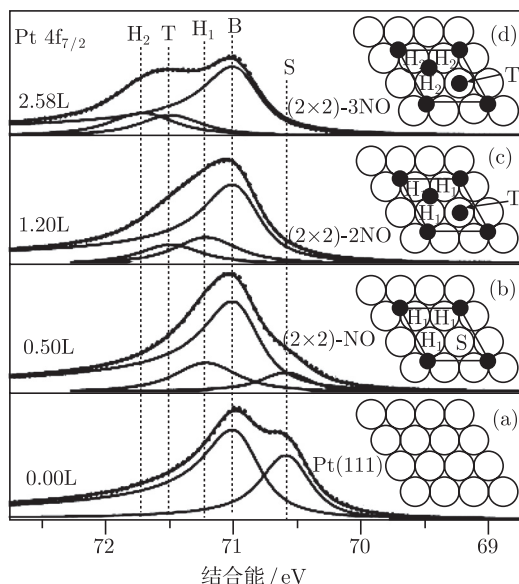 Pt 4f₇/₂
H₂ T H₁ B S
(d)
H₂ H₂
H₂
T
2.58L
(2×2)-3NO
(c)
H₁ H₁
H₁
T
1.20L
(2×2)-2NO
(b)
H₁ H₁
H₁ S
0.50L
(2×2)-NO
(a)
0.00L
Pt(111)
72 71 70 69
结合能/eV